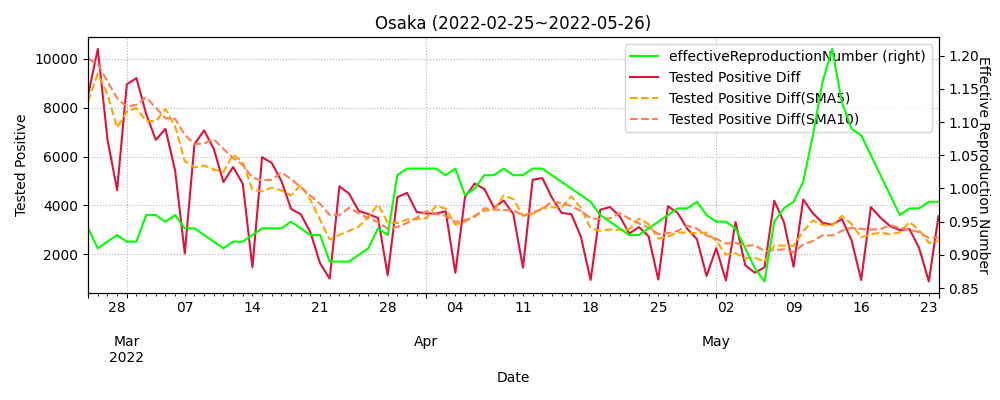 Osaka (2022-02-25~2022-05-26)
effectiveReproductionNumber (right)
Tested Positive Diff
Tested Positive Diff(SMA5)
Tested Positive Diff(SMA10)
Tested Positive
10000
8000
6000
4000
2000
Effective Reproduction Number
1.20
1.15
1.10
1.05
1.00
0.95
0.90
0.85
28 07 14 21 28 04 11 18 25 02 09 16 23
Mar Apr May
2022
Date